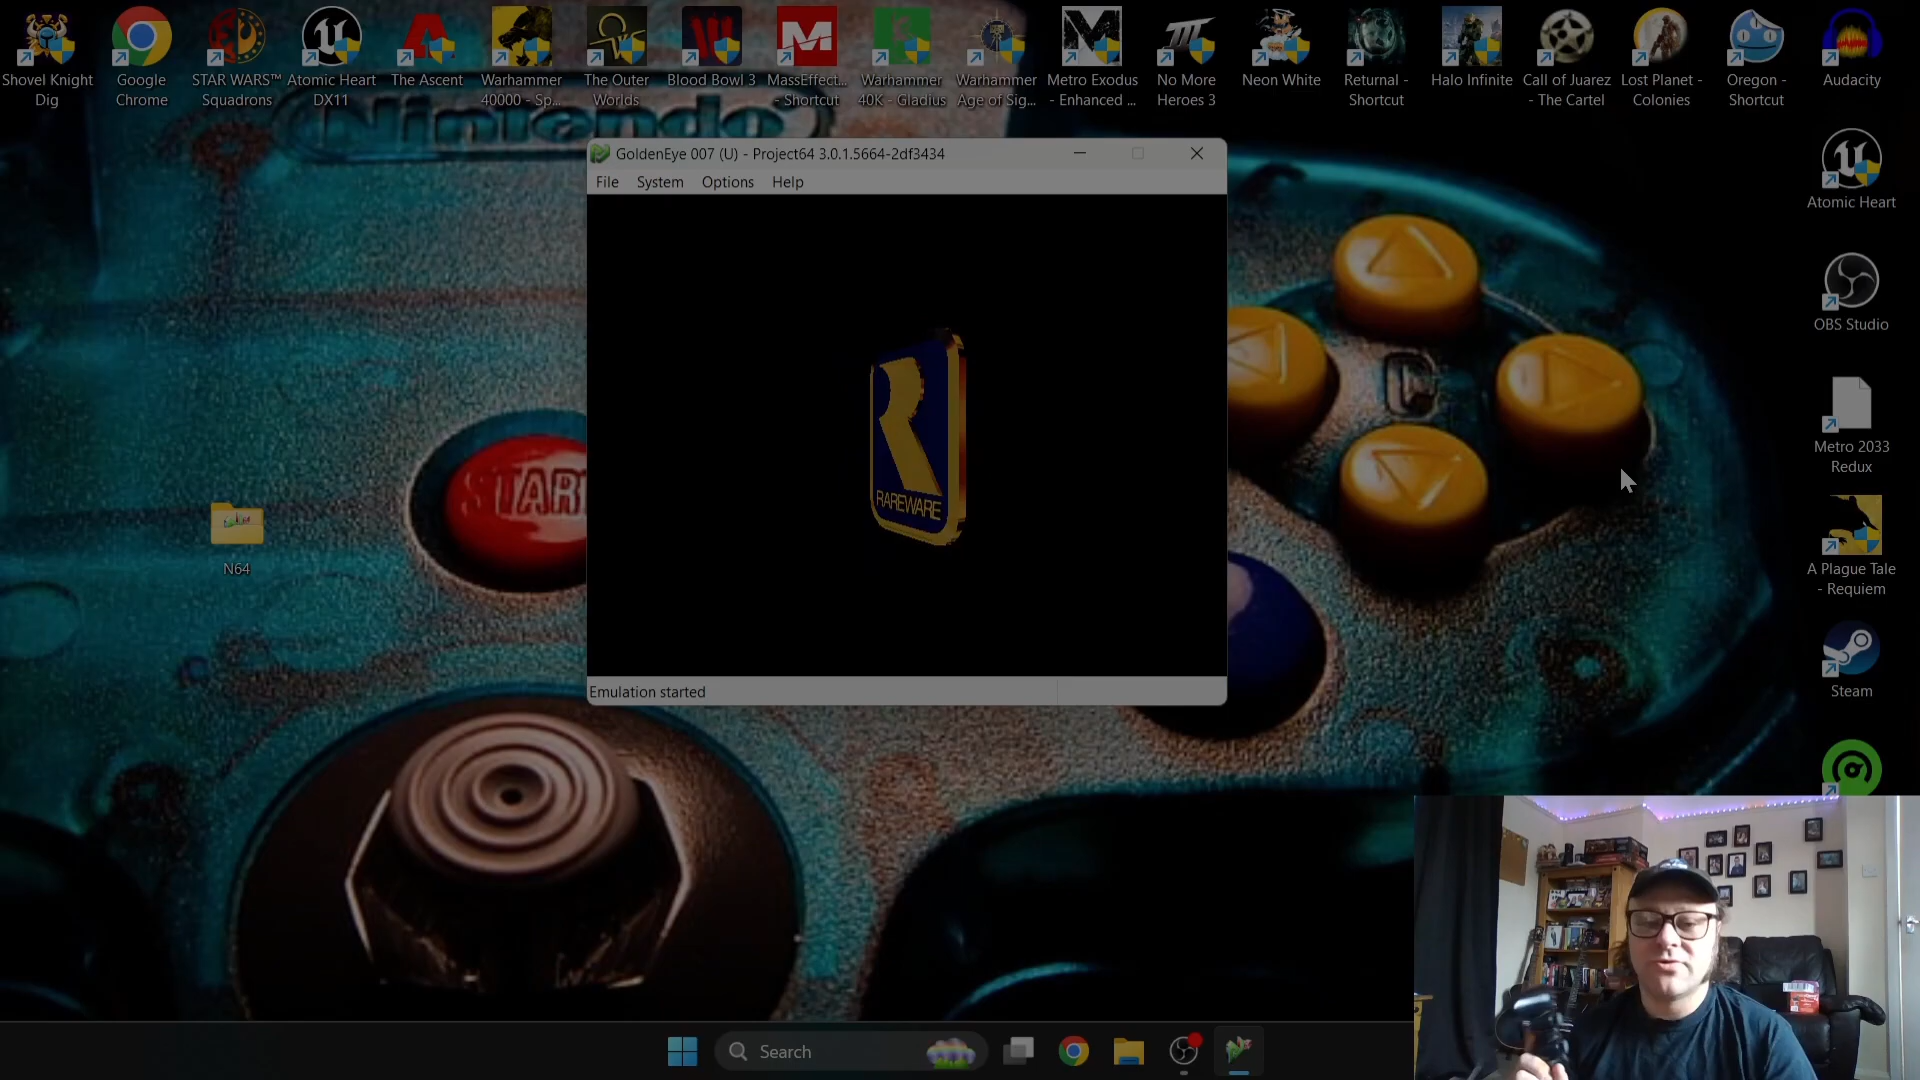 Shovel Knight
Dig
Google
Chrome
STAR WARS™
Squadrons
Atomic Heart
DX11
The Ascent
Warhammer
40000 - Sp...
The Outer
Worlds
Blood Bowl 3
MassEffect...
- Shortcut
Warhammer
40K - Gladius
Warhammer
Age of Sig...
Metro Exodus
- Enhanced ...
No More
Heroes 3
Neon White
Returnal -
Shortcut
Halo Infinite
Call of Juarez
- The Cartel
Lost Planet -
Colonies
Oregon -
Shortcut
Audacity
Nintendo
GoldenEye 007 (U) - Project64 3.0.1.5664-2df3434
File System Options Help
Atomic Heart
OBS Studio
Metro 2033
Redux
C
START
RAREWARE
N64
A Plague Tale
- Requiem
Steam
Emulation started
Search